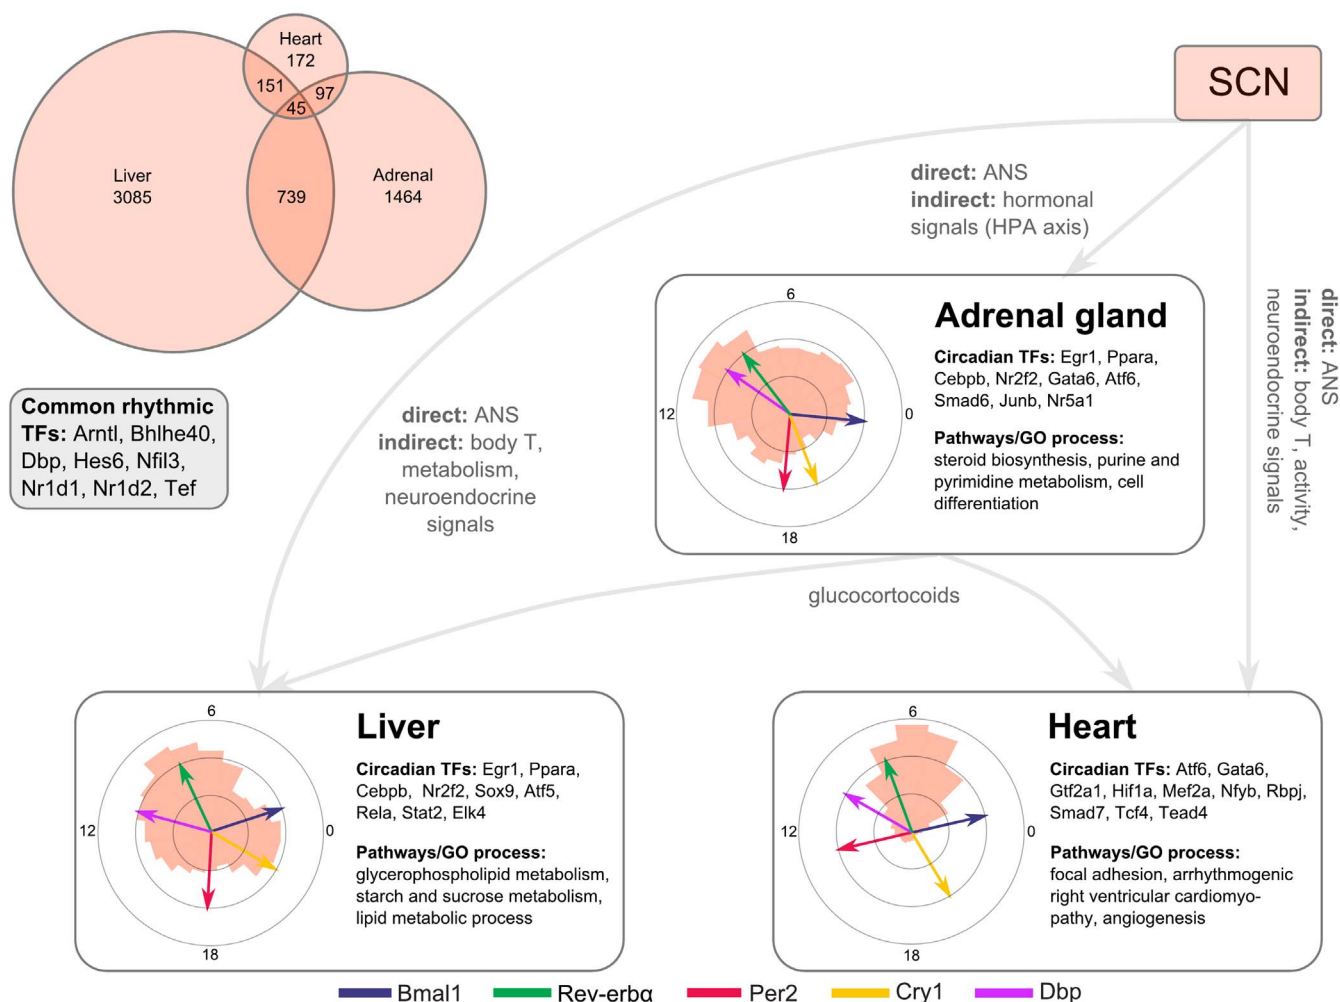 Heart
172
151
97
45
Liver
3085
739
Adrenal
1464
SCN
direct: ANS
indirect: hormonal
signals (HPA axis)
direct: ANS
indirect: body T, activity,
neuroendocrine signals
Common rhythmic
TFs: Arntl, Bhlhe40,
Dbp, Hes6, Nfil3,
Nr1d1, Nr1d2, Tef
direct: ANS
indirect: body T,
metabolism,
neuroendocrine
signals
6
12
0
18
Adrenal gland
Circadian TFs: Egr1, Ppara,
Cebpb, Nr2f2, Gata6, Atf6,
Smad6, Junb, Nr5a1
Pathways/GO process:
steroid biosynthesis, purine and
pyrimidine metabolism, cell
differentiation
glucocortocoids
6
12
0
18
Liver
Circadian TFs: Egr1, Ppara,
Cebpb, Nr2f2, Sox9, Atf5,
Rela, Stat2, Elk4
Pathways/GO process:
glycerophospholipid metabolism,
starch and sucrose metabolism,
lipid metabolic process
6
12
0
18
Heart
Circadian TFs: Atf6, Gata6,
Gtf2a1, Hif1a, Mef2a, Nfyb, Rbpj,
Smad7, Tcf4, Tead4
Pathways/GO process:
focal adhesion, arrhythmogenic
right ventricular cardiomyo-
pathy, angiogenesis
Bmal1
Rev-erbα
Per2
Cry1
Dbp